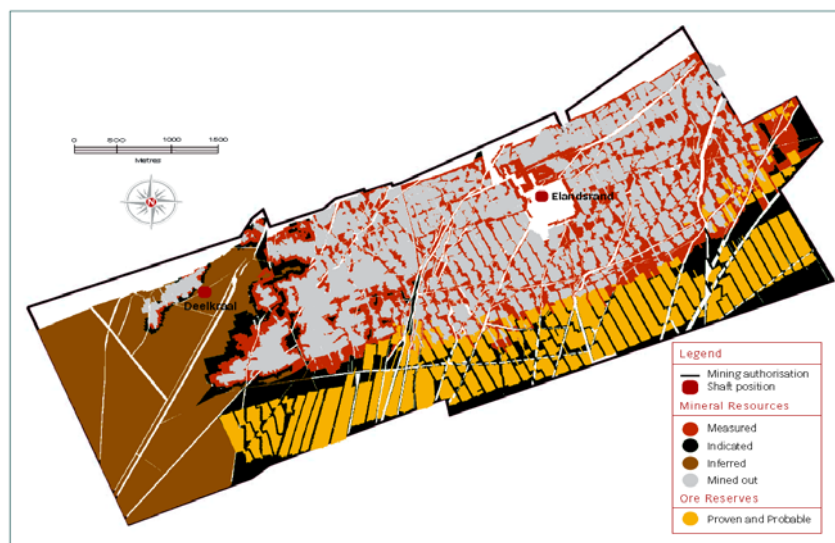 0 500 1000 1500
Metres
N
Elandsrand
Deelkraal
Legend
Mining authorisation
Shaft position
Mineral Resources
Measured
Indicated
Inferred
Mined out
Ore Reserves
Proven and Probable